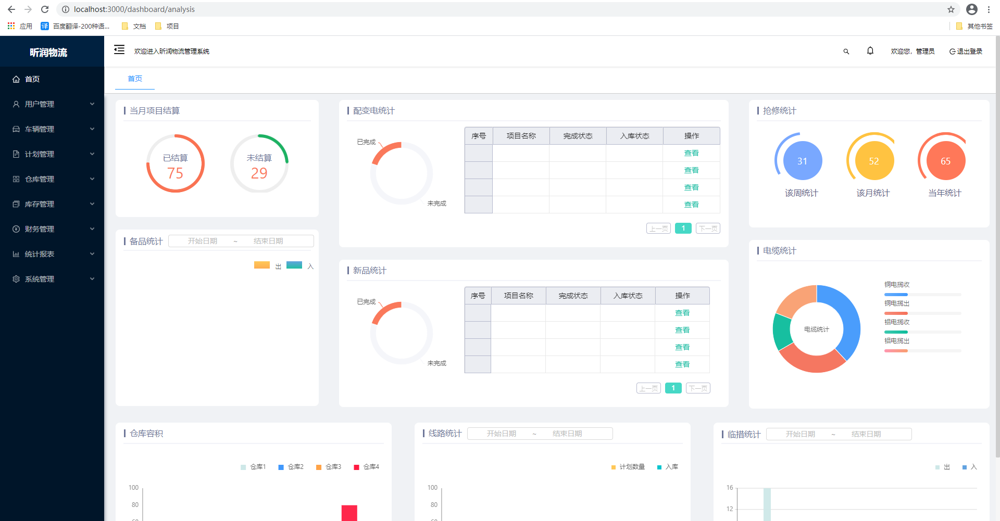 localhost:3000/dashboard/analysis
应用
译 百度翻译-200种语...
文档
项目
其他书签
昕润物流
欢迎进入昕润物流管理系统
欢迎您，管理员
退出登录
首页
用户管理
车辆管理
计划管理
仓库管理
库存管理
财务管理
统计报表
系统管理
首页
当月项目结算
已结算
75
未结算
29
备品统计 开始日期 ~ 结束日期
出 入
配变电统计
已完成
未完成
序号 项目名称 完成状态 入库状态 操作
查看
查看
查看
查看
上一页 1 下一页
新品统计
已完成
未完成
序号 项目名称 完成状态 入库状态 操作
查看
查看
查看
查看
上一页 1 下一页
抢修统计
31 52 65
该周统计 该月统计 当年统计
电缆统计
电缆统计
铜电揽收
铜电揽出
铝电揽收
铝电揽出
仓库容积
仓库1 仓库2 仓库3 仓库4
100
80
60
线路统计 开始日期 ~ 结束日期
计划数量 入库
100
80
60
临措统计 开始日期 ~ 结束日期
出 入
16
12